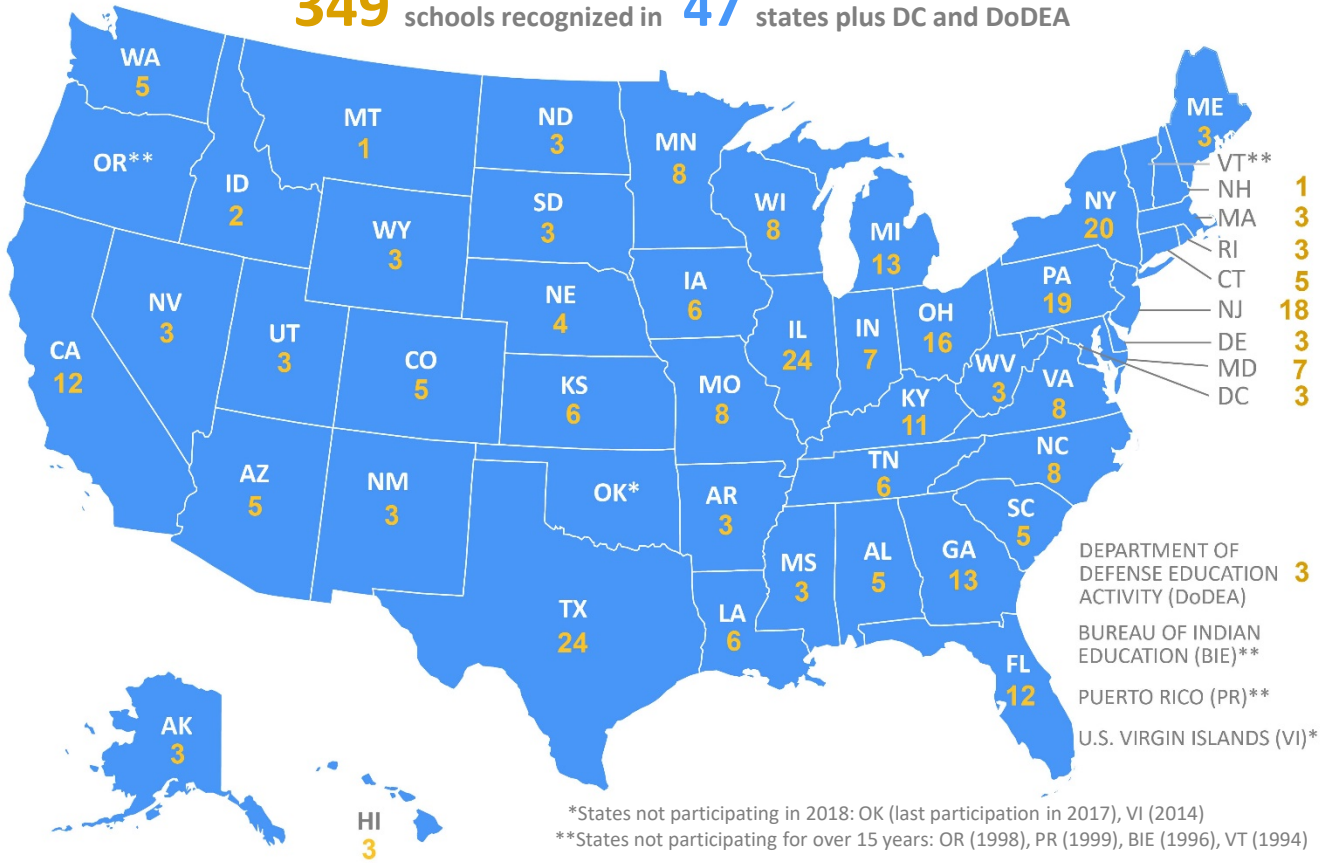 349 schools recognized in 47 states plus DC and DoDEA
WA
5
OR**
CA
12
NV
3
ID
2
MT
1
WY
3
UT
3
CO
5
AZ
5
NM
3
ND
3
SD
3
NE
4
KS
6
OK*
TX
24
MN
8
IA
6
MO
8
AR
3
LA
6
WI
8
IL
24
MI
13
IN
7
OH
16
KY
11
TN
6
MS
3
AL
5
GA
13
FL
12
SC
5
NC
8
VA
8
WV
3
PA
19
NY
20
ME
3
VT**
NH 1
MA 3
RI 3
CT 5
NJ 18
DE 3
MD 7
DC 3
AK
3
HI
3
DEPARTMENT OF
DEFENSE EDUCATION 3
ACTIVITY (DoDEA)
BUREAU OF INDIAN
EDUCATION (BIE)**
PUERTO RICO (PR)**
U.S. VIRGIN ISLANDS (VI)*
*States not participating in 2018: OK (last participation in 2017), VI (2014)
**States not participating for over 15 years: OR (1998), PR (1999), BIE (1996), VT (1994)